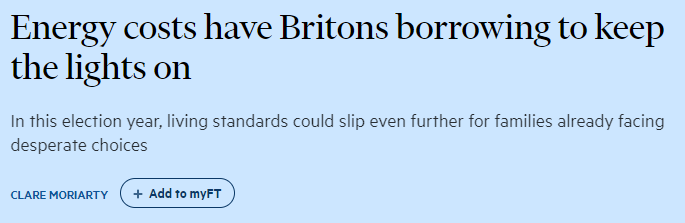 Energy costs have Britons borrowing to keep
the lights on
In this election year, living standards could slip even further for families already facing
desperate choices
CLARE MORIARTY + Add to myFT